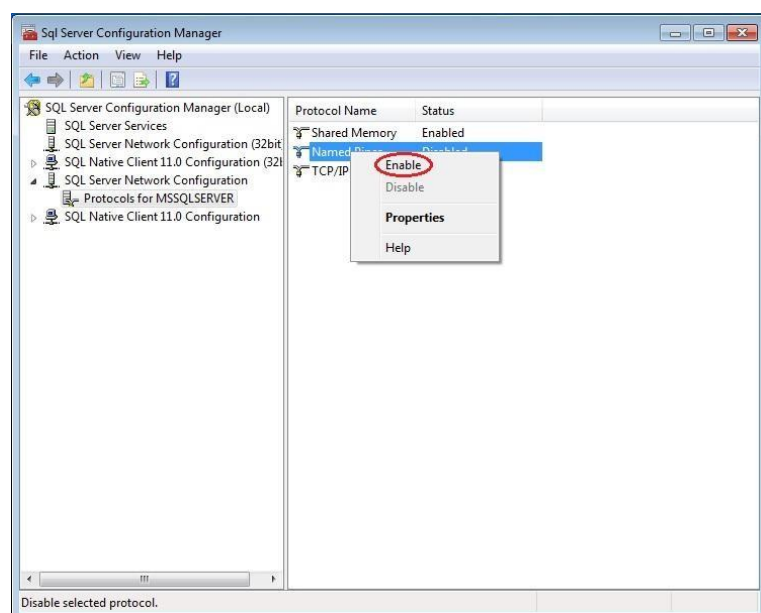 Sql Server Configuration Manager
File Action View Help
SQL Server Configuration Manager (Local)
SQL Server Services
SQL Server Network Configuration (32bit
SQL Native Client 11.0 Configuration (32
SQL Server Network Configuration
Protocols for MSSQLSERVER
SQL Native Client 11.0 Configuration
Protocol Name Status
Shared Memory Enabled
Named Pipes Disabled
TCP/IP
Enable
Disable
Properties
Help
Disable selected protocol.